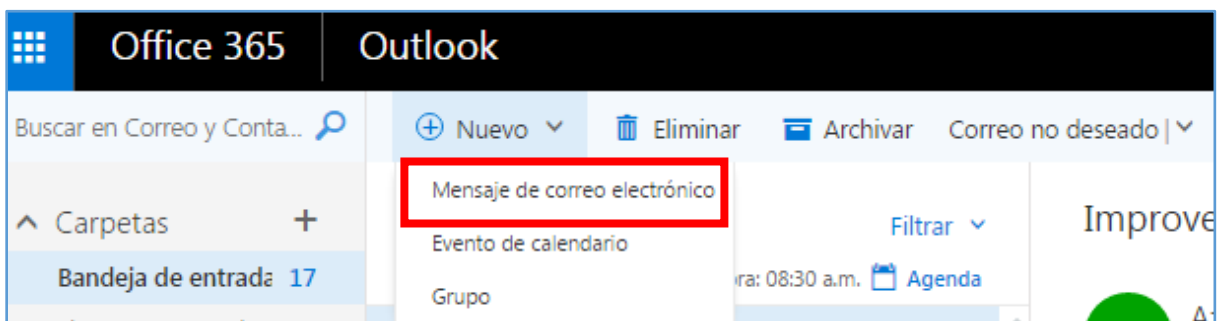 Office 365 Outlook
Buscar en Correo y Conta... Nuevo Eliminar Archivar Correo no deseado |
Mensaje de correo electrónico
Carpetas +
Filtrar
Improve
Evento de calendario
Bandeja de entrada 17
ra: 08:30 a.m. Agenda
Grupo